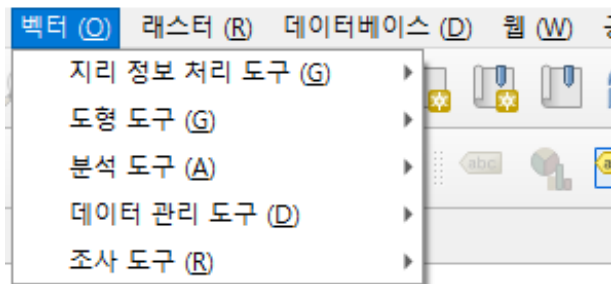 벡터 (O) 래스터 (R) 데이터베이스 (D) 웹 (W)
지리 정보 처리 도구 (G)
도형 도구 (G)
abc
분석 도구 (A)
데이터 관리 도구 (D)
조사 도구 (R)